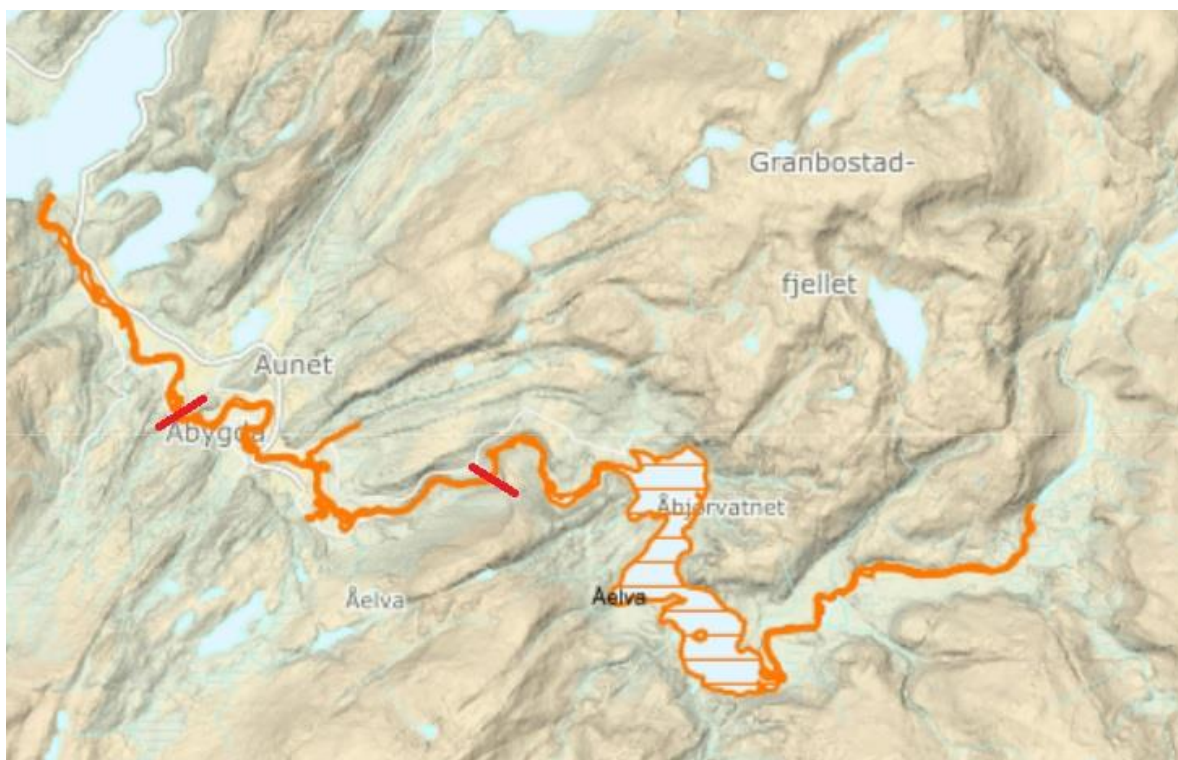 Granbostad-
fjellet
Aunet
Åbygda
Åbjørvatnet
Åelva
Åelva